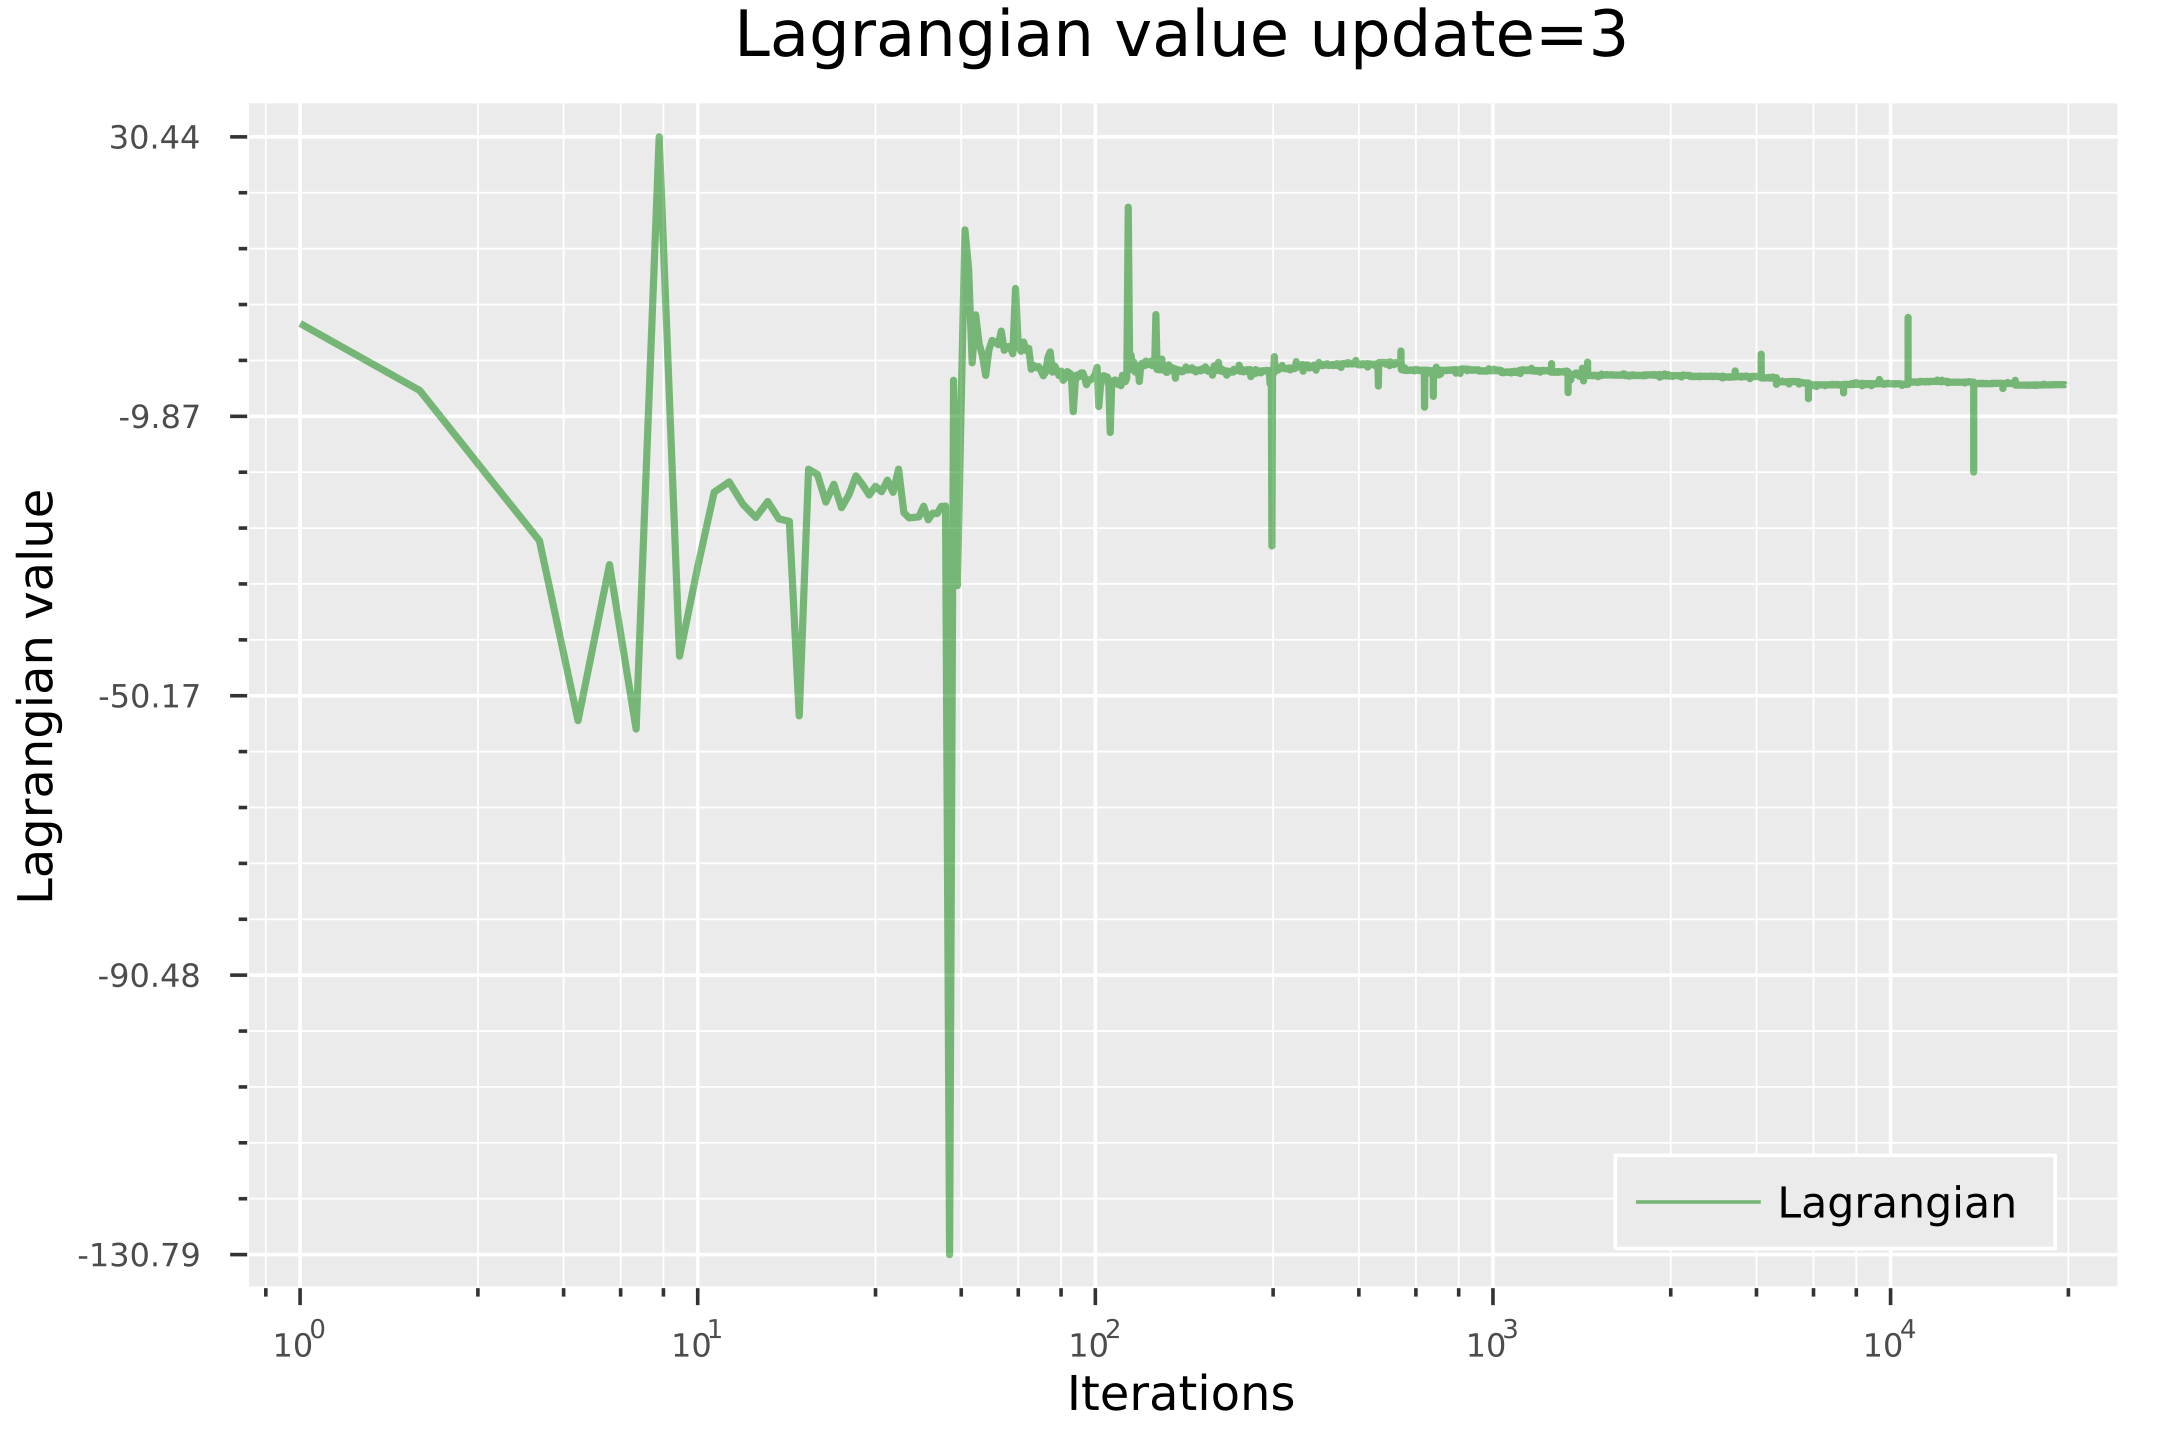 Lagrangian value update=3
30.44
-9.87
-50.17
-90.48
-130.79
Lagrangian value
Lagrangian
10^0 10^1 10^2 10^3 10^4
Iterations